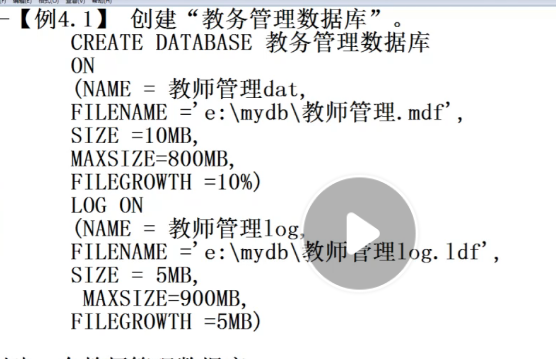 -【例4.1】 创建“教务管理数据库”。
CREATE DATABASE 教务管理数据库
ON
(NAME = 教师管理dat,
FILENAME ='e:\mydb\教师管理.mdf',
SIZE =10MB,
MAXSIZE=800MB,
FILEGROWTH =10%)
LOG ON
(NAME = 教师管理log,
FILENAME ='e:\mydb\教师管理log.ldf',
SIZE = 5MB,
MAXSIZE=900MB,
FILEGROWTH =5MB)